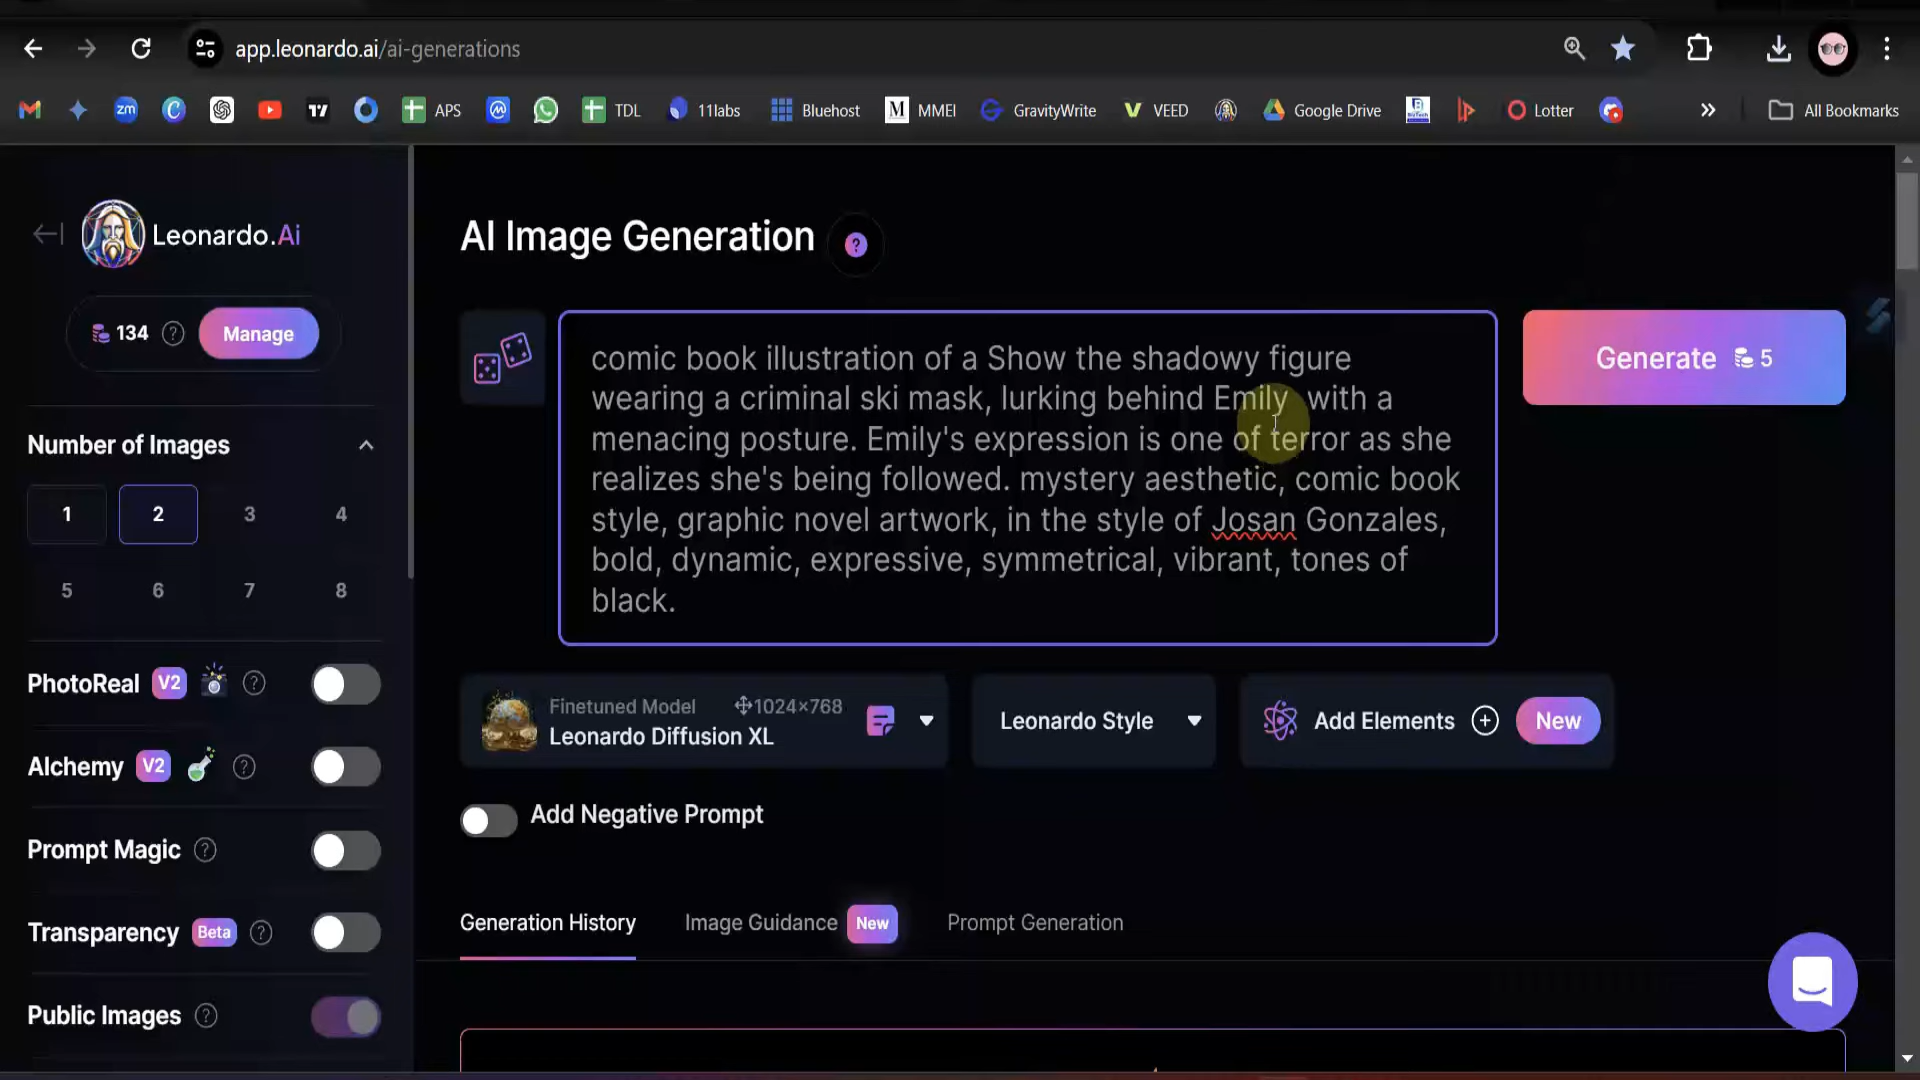 app.leonardo.ai/ai-generations
zm
APS
TDL
11labs
Bluehost
M MMEI
GravityWrite
VEED
Google Drive
Lotter
All Bookmarks
Leonardo.Ai
134 ?
Manage
Number of Images
1 2 3 4
5 6 7 8
PhotoReal V2 ?
Alchemy V2 ?
Prompt Magic ?
Transparency Beta ?
Public Images ?
AI Image Generation ?
comic book illustration of a Show the shadowy figure
wearing a criminal ski mask, lurking behind Emily with a
menacing posture. Emily's expression is one of terror as she
realizes she's being followed. mystery aesthetic, comic book
style, graphic novel artwork, in the style of Josan Gonzales,
bold, dynamic, expressive, symmetrical, vibrant, tones of
black.
Generate 5
Finetuned Model 1024×768
Leonardo Diffusion XL
Leonardo Style
Add Elements New
Add Negative Prompt
Generation History
Image Guidance New
Prompt Generation